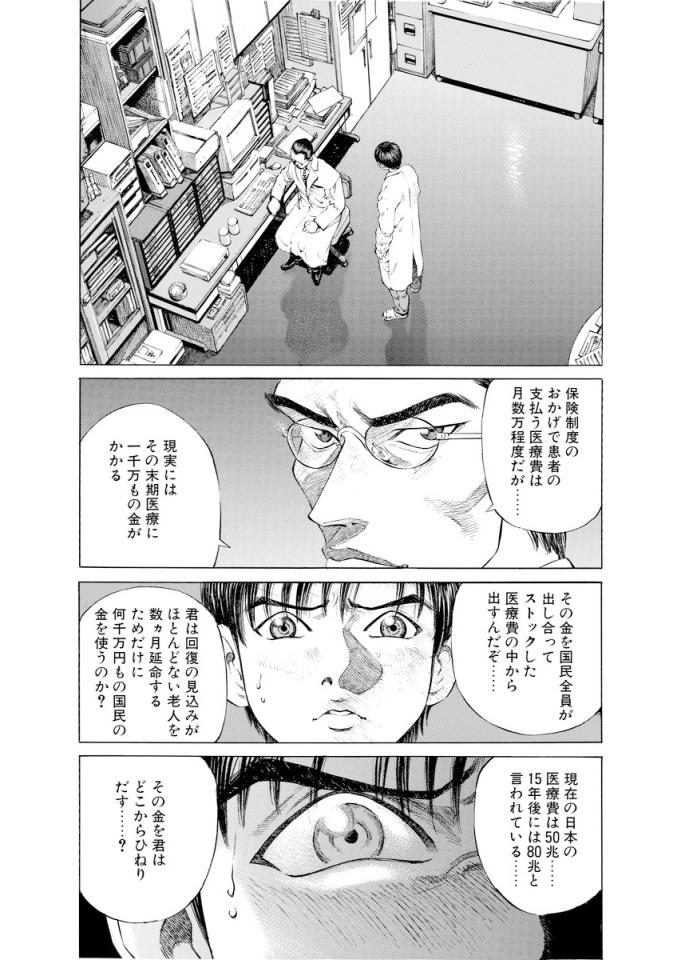 保険制度の
おかげで患者の
支払う医療費は
月数万程度だが……
現実には
その末期医療に
一千万もの金が
かかる
その金を国民全員が
出し合って
ストックした
医療費の中から
出すんだぞ……
君は回復の見込みが
ほとんどない老人を
数ヵ月延命する
ためだけに
何千万円もの国民の
金を使うのか？
現在の日本の
医療費は50兆……
15年後には80兆と
言われている……
その金を君は
どこからひねり
だす……？